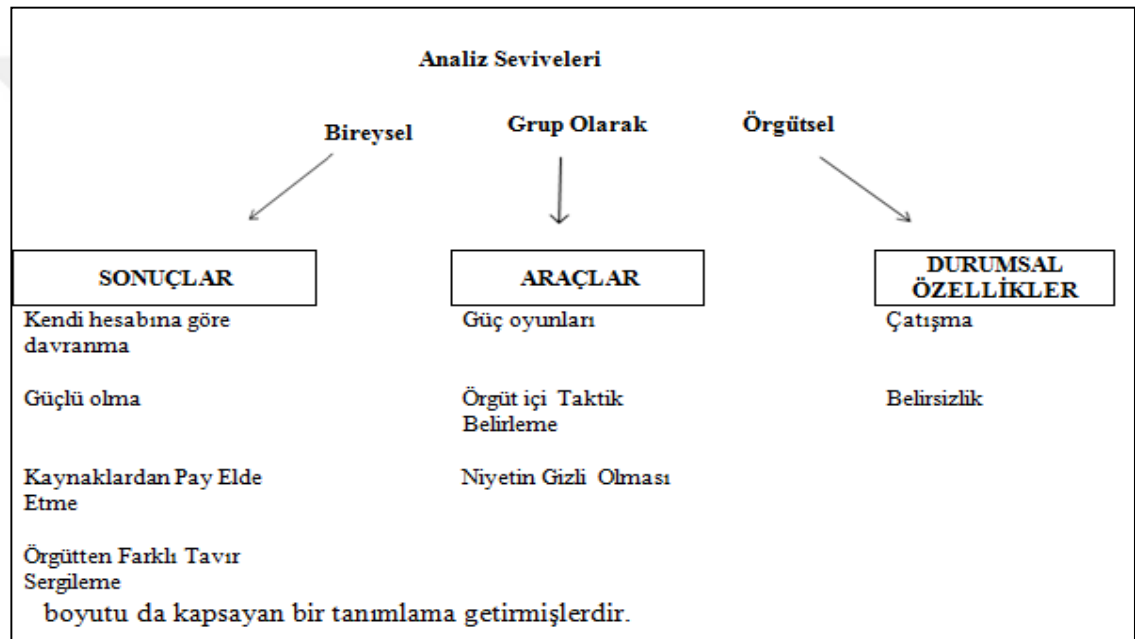 Analiz Seviveleri
Bireysel Grup Olarak Örgütsel
SONUÇLAR
Kendi hesabına göre
davranma
Güçlü olma
Kaynaklardan Pay Elde
Etme
Örgütten Farklı Tavır
Sergileme
ARAÇLAR
Güç oyunları
Örgüt içi Taktik
Belirleme
Niyetin Gizli Olması
DURUMSAL
ÖZELLİKLER
Çatışma
Belirsizlik
boyutu da kapsayan bir tanımlama getirmişlerdir.